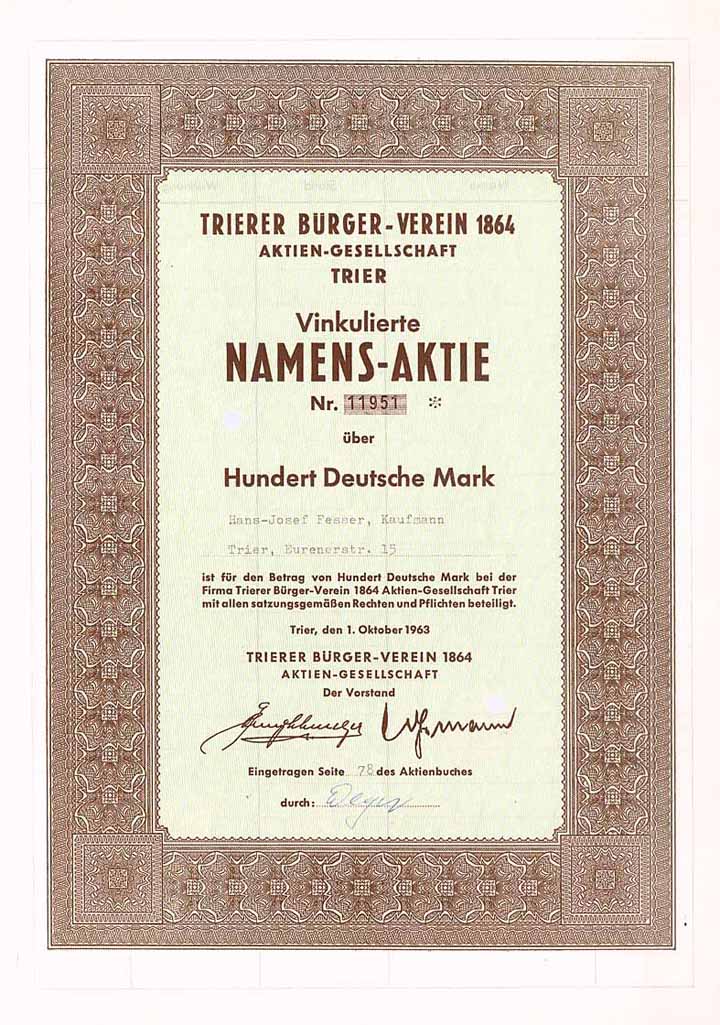 TRIERER BÜRGER-VEREIN 1864
AKTIEN-GESELLSCHAFT
TRIER
Vinkulierte
NAMENS-AKTIE
Nr. 11951 *
über
Hundert Deutsche Mark
Hans-Josef Fesser, Kaufmann
Trier, Eurenerstr. 15
ist für den Betrag von Hundert Deutsche Mark bei der
Firma Trierer Bürger-Verein 1864 Aktien-Gesellschaft Trier
mit allen satzungsgemäßen Rechten und Pflichten beteiligt.
Trier, den 1. Oktober 1963
TRIERER BÜRGER-VEREIN 1864
AKTIEN-GESELLSCHAFT
Der Vorstand
Eingetragen Seite 78 des Aktienbuches
durch: